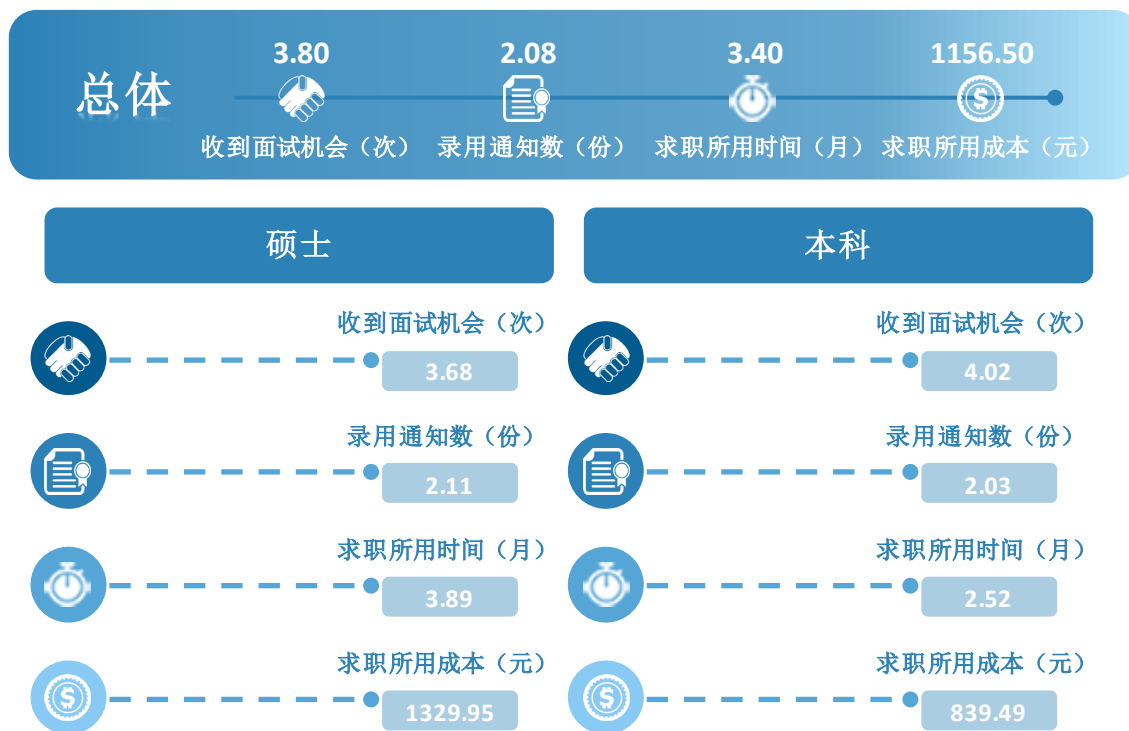 总体
3.80 2.08 3.40 1156.50
收到面试机会（次） 录用通知数（份） 求职所用时间（月） 求职所用成本（元）
硕士
收到面试机会（次）
3.68
录用通知数（份）
2.11
求职所用时间（月）
3.89
求职所用成本（元）
1329.95
本科
收到面试机会（次）
4.02
录用通知数（份）
2.03
求职所用时间（月）
2.52
求职所用成本（元）
839.49